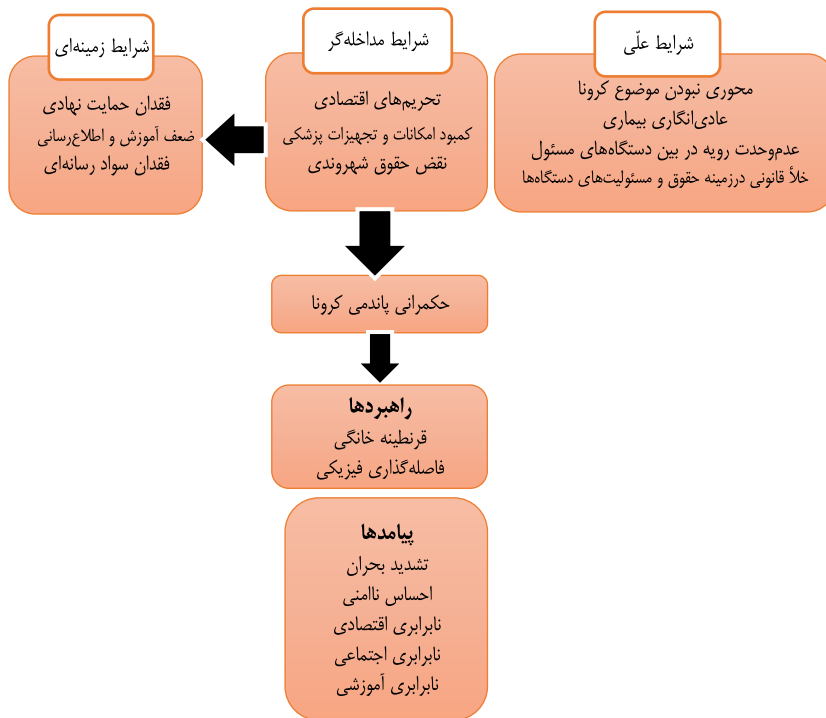 شرایط علّی
محوری نبودن موضوع کرونا
عادی‌انگاری بیماری
عدم‌وحدت رویه در بین دستگاه‌های مسئول
خلأ قانونی درزمینه حقوق و مسئولیت‌های دستگاه‌ها
شرایط مداخله‌گر
تحریم‌های اقتصادی
کمبود امکانات و تجهیزات پزشکی
نقض حقوق شهروندی
شرایط زمینه‌ای
فقدان حمایت نهادی
ضعف آموزش و اطلاع‌رسانی
فقدان سواد رسانه‌ای
حکمرانی پاندمی کرونا
راهبردها
قرنطینه خانگی
فاصله‌گذاری فیزیکی
پیامدها
تشدید بحران
احساس ناامنی
نابرابری اقتصادی
نابرابری اجتماعی
نابرابری آموزشی